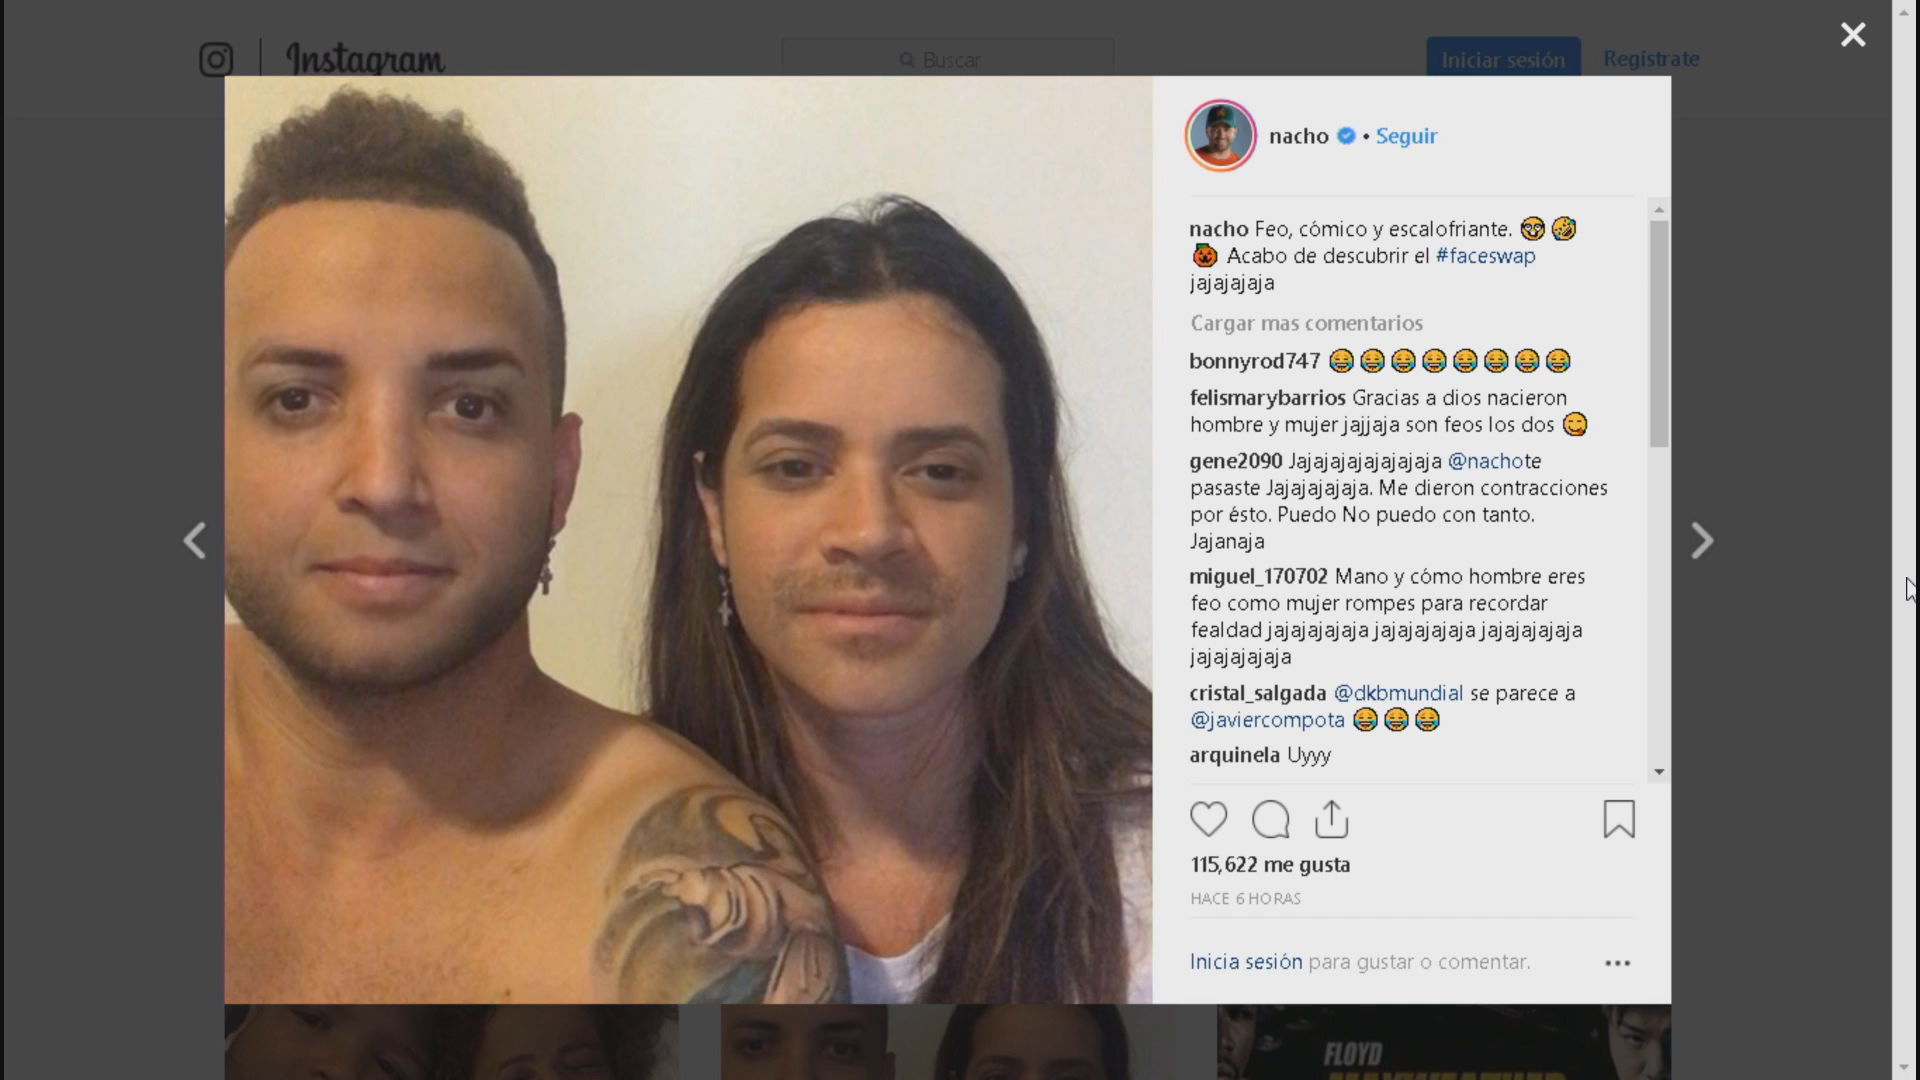 Instagram
Buscar
Iniciar sesión
Regístrate
nacho • Seguir
nacho Feo, cómico y escalofriante. 🤓 🤣
🎃 Acabo de descubrir el #faceswap
jajajajaja
Cargar mas comentarios
bonnyrod747 😂 😂 😂 😂 😂 😂 😂 😂
felismarybarrios Gracias a dios nacieron
hombre y mujer jajjaja son feos los dos 😋
gene2090 Jajajajajajajaja @nachote
pasaste Jajajajajaja. Me dieron contracciones
por ésto. Puedo No puedo con tanto.
Jajanaja
miguel_170702 Mano y cómo hombre eres
feo como mujer rompes para recordar
fealdad jajajajajaja jajajajajaja jajajajajaja
jajajajajaja
cristal_salgada @dkbmundial se parece a
@javiercompota 😂 😂 😂
arquinela Uyyy
115,622 me gusta
HACE 6 HORAS
Inicia sesión para gustar o comentar.
FLOYD
MAYWEATHER